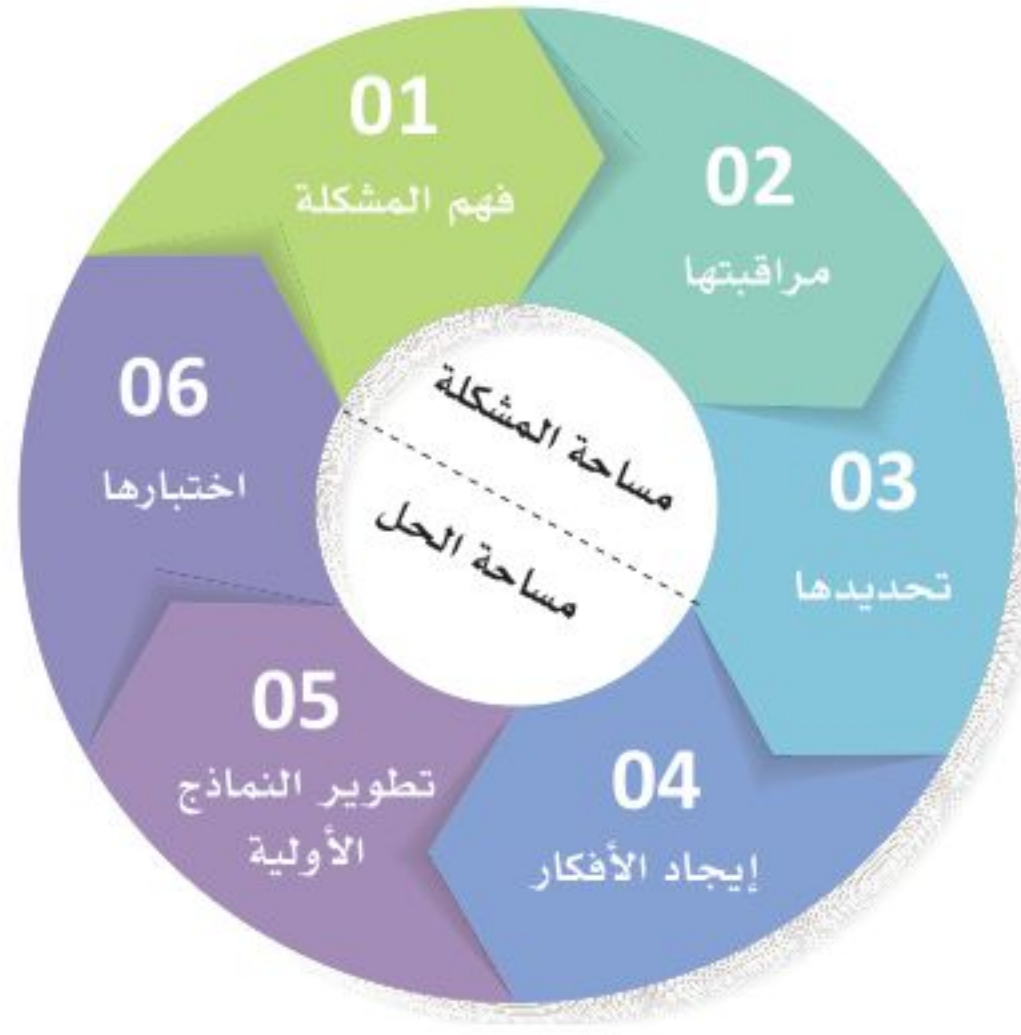 01
فهم المشكلة
02
مراقبتها
03
تحديدها
04
إيجاد الأفكار
05
تطوير النماذج
الأولية
06
اختبارها
مساحة المشكلة
مساحة الحل